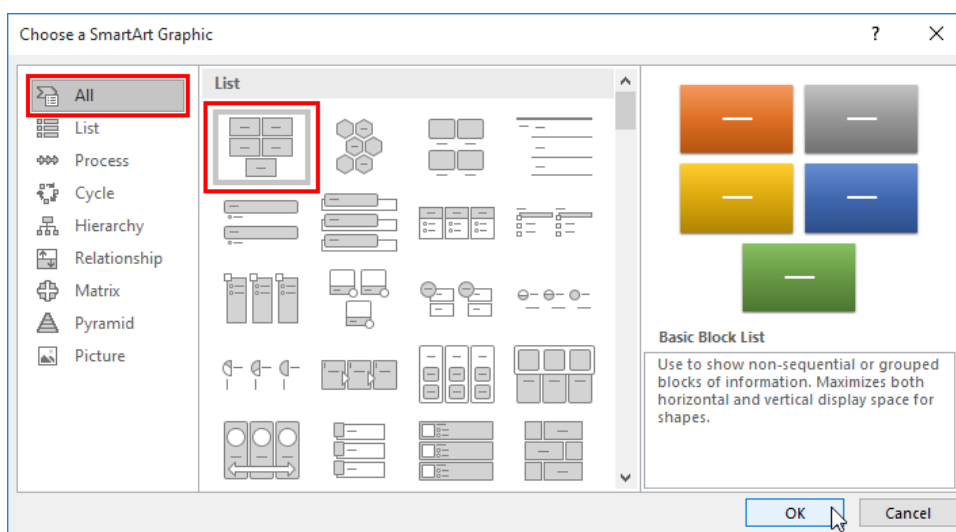 Choose a SmartArt Graphic
?
All
List
Process
Cycle
Hierarchy
Relationship
Matrix
Pyramid
Picture
List
Basic Block List
Use to show non-sequential or grouped
blocks of information. Maximizes both
horizontal and vertical display space for
shapes.
OK
Cancel